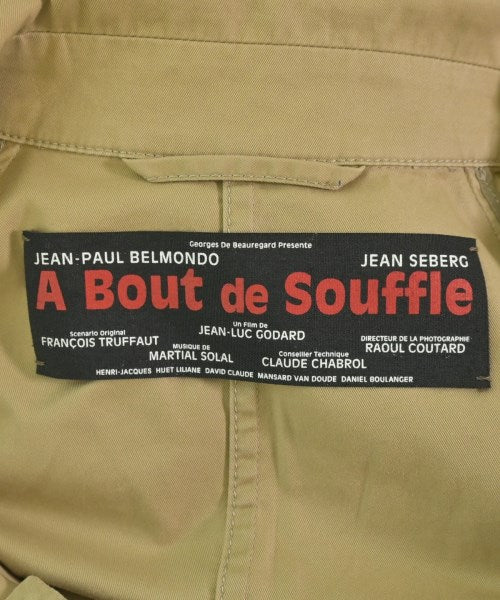 Georges De Beauregard Presente
JEAN-PAUL BELMONDO JEAN SEBERG
A Bout de Souffle
Un Film De
JEAN-LUC GODARD
Scenario Original
FRANÇOIS TRUFFAUT
DIRECTEUR DE LA PHOTOGRAPHIE
RAOUL COUTARD
MUSIQUE DE
MARTIAL SOLAL
Conseiller Technique
CLAUDE CHABROL
HENRI-JACQUES HUET LILIANE DAVID CLAUDE MANSARD VAN DOUDE DANIEL BOULANGER